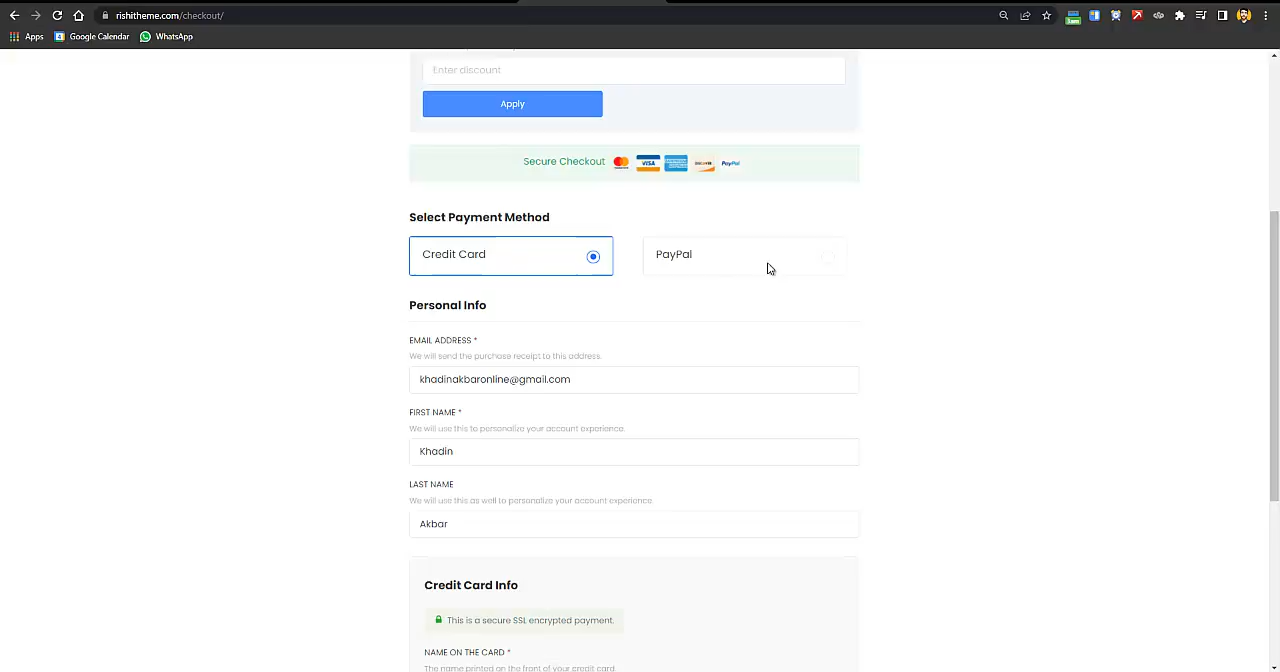 rishitheme.com/checkout/
Apps Google Calendar WhatsApp
Enter discount
Apply
Secure Checkout VISA DISCOVER PayPal
Select Payment Method
Credit Card PayPal
Personal Info
EMAIL ADDRESS *
We will send the purchase receipt to this address.
khadinakbaronline@gmail.com
FIRST NAME *
We will use this to personalize your account experience.
Khadin
LAST NAME
We will use this as well to personalize your account experience.
Akbar
Credit Card Info
This is a secure SSL encrypted payment.
NAME ON THE CARD *
The name printed on the front of your credit card.